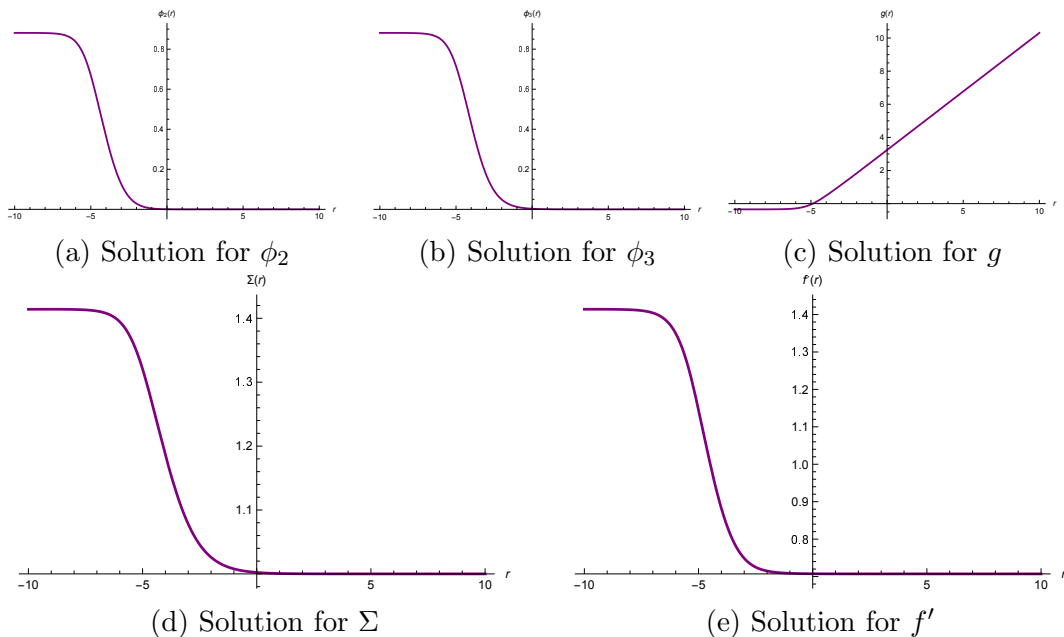 ϕ₂(r)
0.8
0.6
0.4
0.2
-10 -5 5 10 r
ϕ₃(r)
0.8
0.6
0.4
0.2
-10 -5 5 10 r
g(r)
10
8
6
4
2
-10 -5 5 10 r
(a) Solution for ϕ₂
(b) Solution for ϕ₃
(c) Solution for g
Σ(r)
1.4
1.3
1.2
1.1
-10 -5 5 10 r
f'(r)
1.4
1.3
1.2
1.1
1.0
0.9
0.8
-10 -5 5 10 r
(d) Solution for Σ
(e) Solution for f′